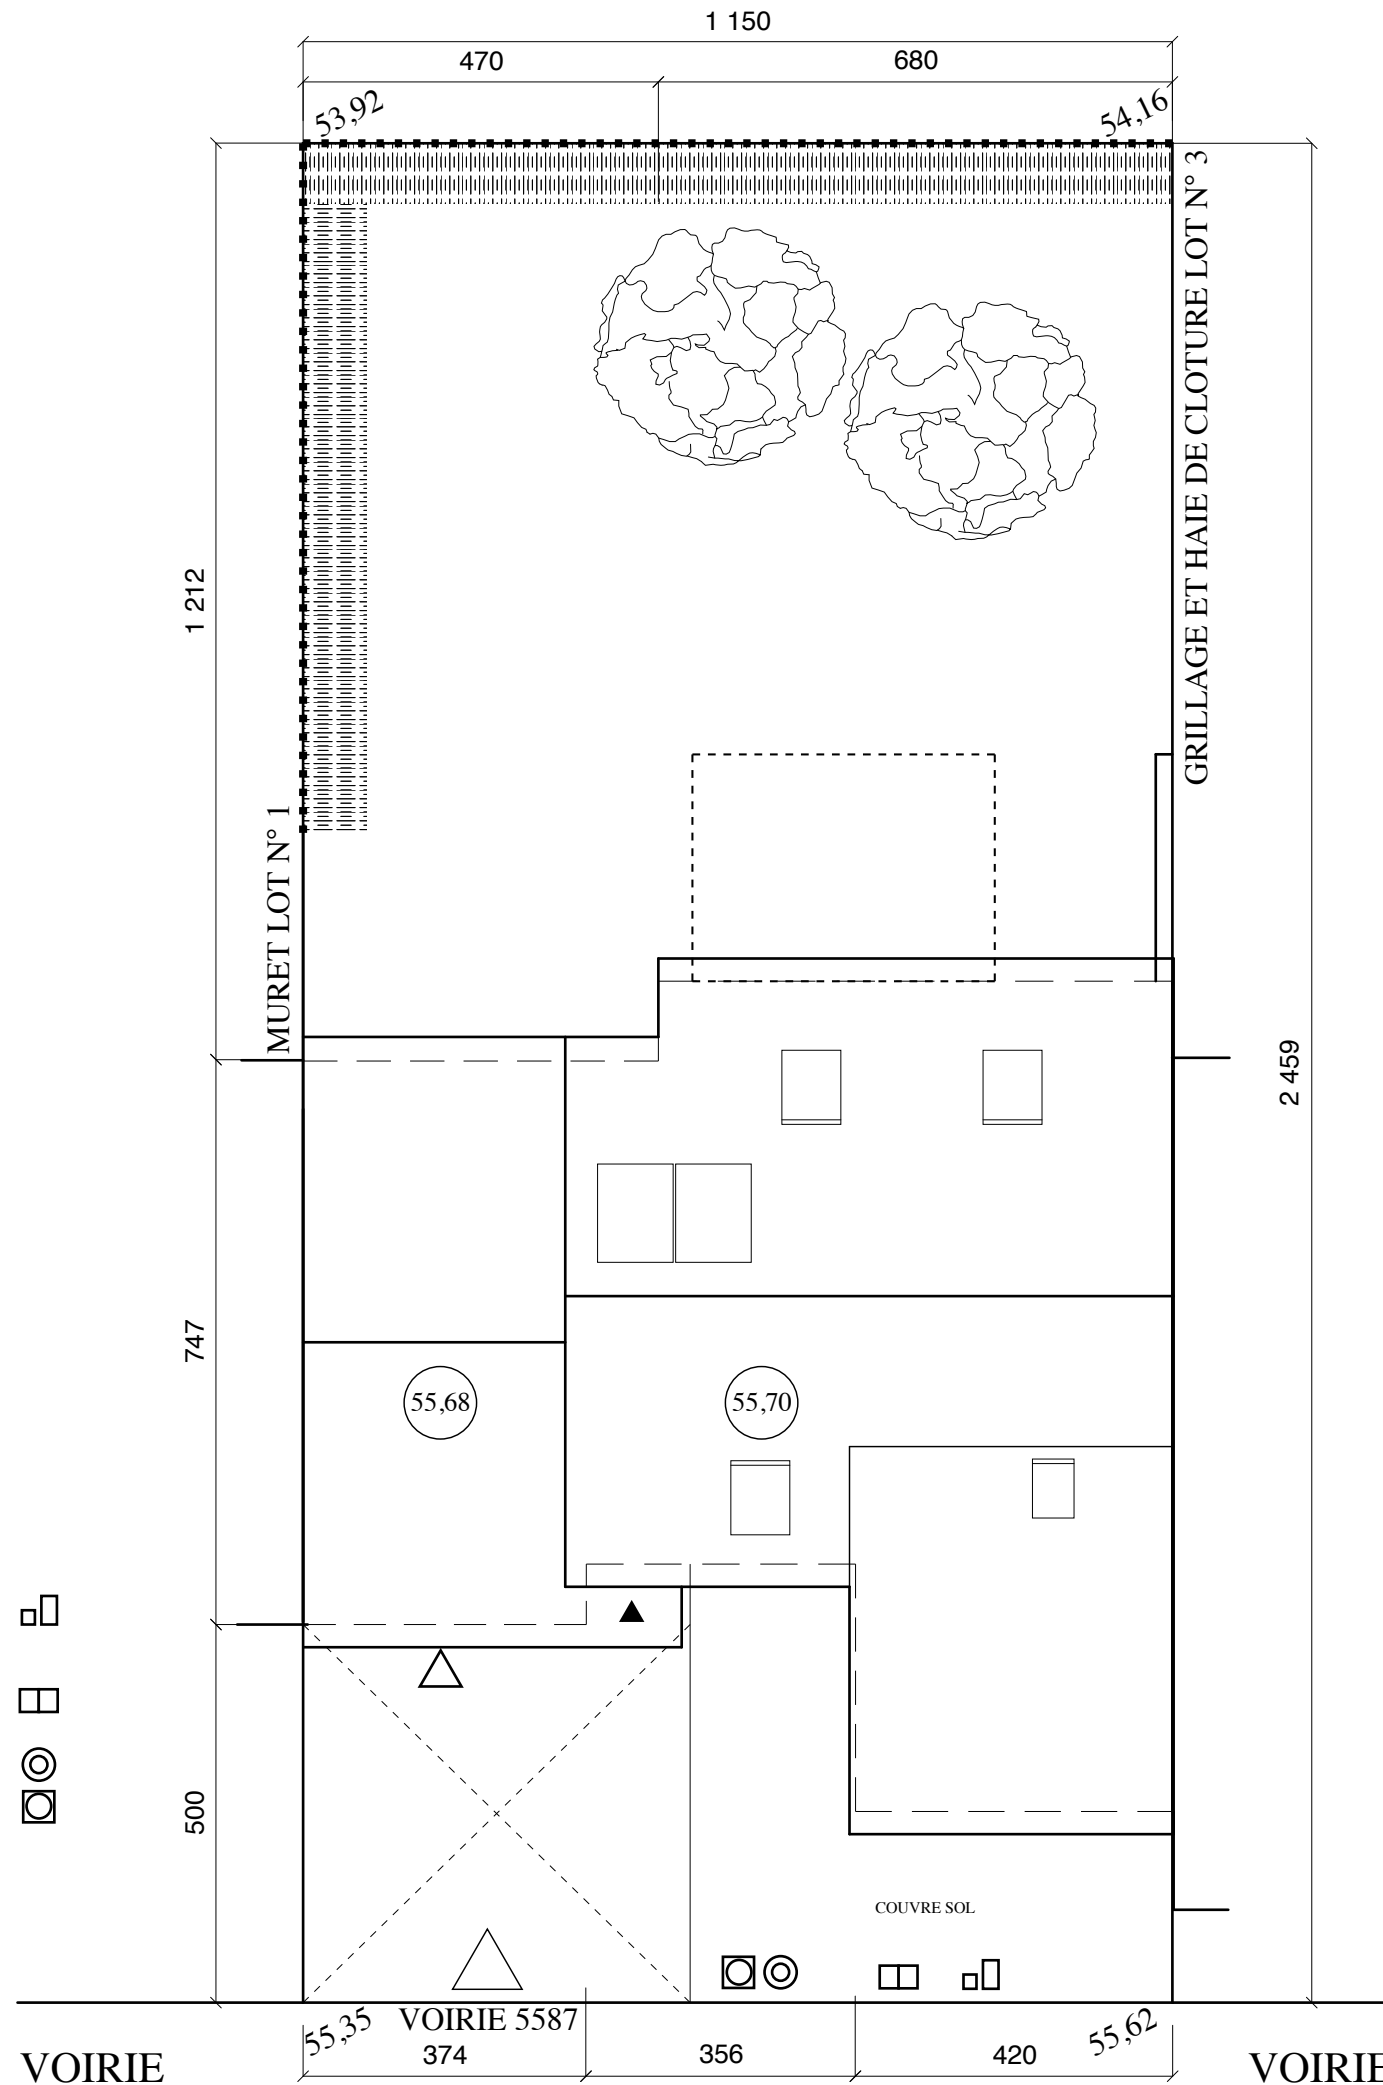 1 150
470
680
53,92
54,16
GRILLAGE ET HAIE DE CLOTURE LOT N° 3
1 212
MURET LOT N° 1
2 459
747
55,68
55,70
500
COUVRE SOL
55,35
VOIRIE 5587
55,62
VOIRIE
374
356
420
VOIRIE